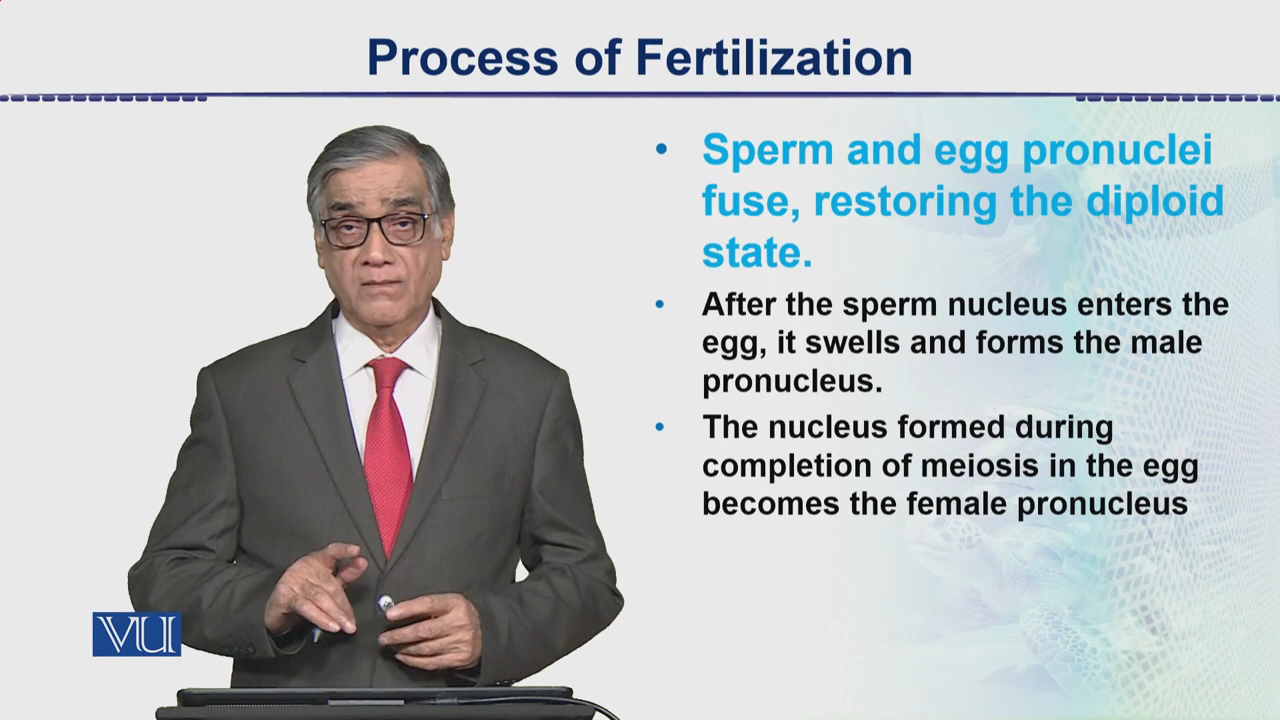 Process of Fertilization
• Sperm and egg pronuclei
fuse, restoring the diploid
state.
• After the sperm nucleus enters the
egg, it swells and forms the male
pronucleus.
• The nucleus formed during
completion of meiosis in the egg
becomes the female pronucleus
VU